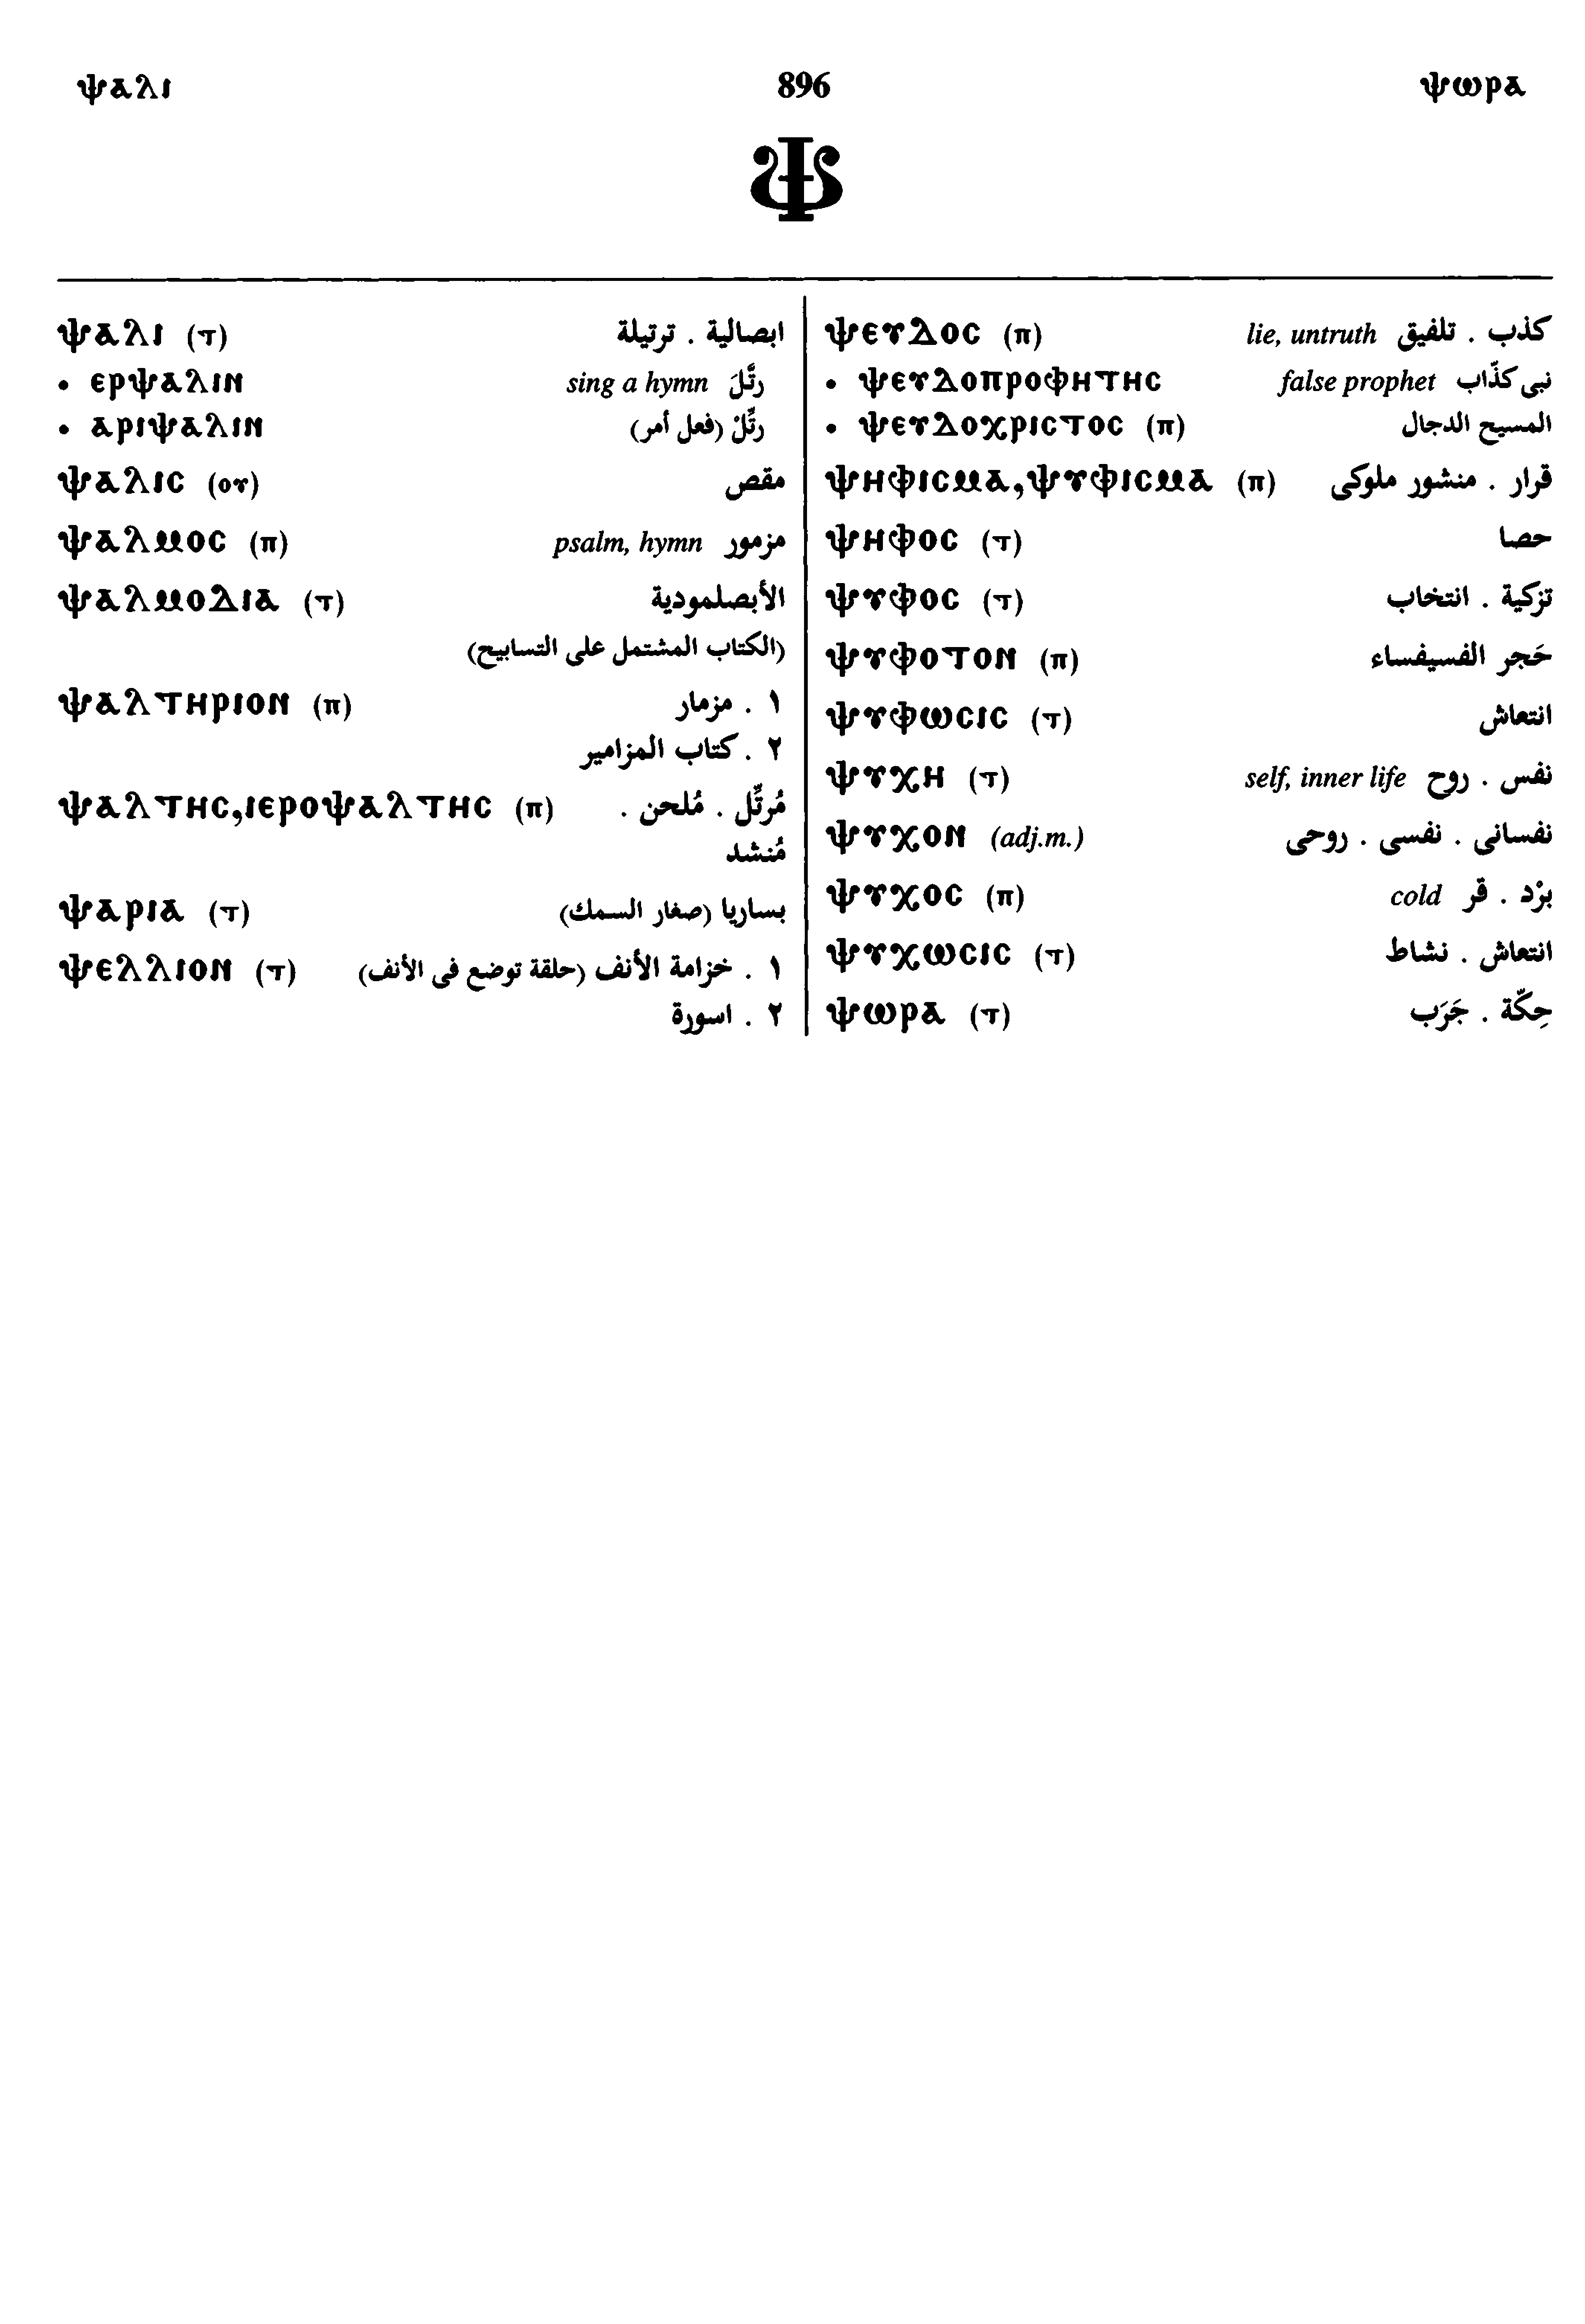 ⲯⲁⲗⲓ 896 ⲯⲱⲣⲁ
Ⲯ
ⲯⲁⲗⲓ (ⲧ) ابصالية . ترتيلة
• ⲉⲣⲯⲁⲗⲓⲛ sing a hymn رتَّلَ
• ⲁⲣⲓⲯⲁⲗⲓⲛ رتِّلْ (فعل أمر)
ⲯⲁⲗⲓⲥ (ⲟⲩ) مقص
ⲯⲁⲗⲙⲟⲥ (ⲡ) psalm, hymn مزمور
ⲯⲁⲗⲙⲟⲇⲓⲁ (ⲧ) الأبصلمودية
(الكتاب المشتمل على التسابيح)
ⲯⲁⲗⲧⲏⲣⲓⲟⲛ (ⲡ) ١ . مزمار
٢ . كتاب المزامير
ⲯⲁⲗⲧⲏⲥ,ⲓⲉⲣⲟⲯⲁⲗⲧⲏⲥ (ⲡ) مُرتِّل . مُلحن .
مُنشد
ⲯⲁⲣⲓⲁ (ⲧ) بساريا (صغار السمك)
ⲯⲉⲗⲗⲓⲟⲛ (ⲧ) ١ . خزامة الأنف (حلقة توضع فى الأنف)
٢ . اسورة
ⲯⲉⲩⲇⲟⲥ (ⲡ) lie, untruth كذب . تلفيق
• ⲯⲉⲩⲇⲟⲡⲣⲟⲫⲏⲧⲏⲥ false prophet نبى كذّاب
• ⲯⲉⲩⲇⲟⲭⲣⲓⲥⲧⲟⲥ (ⲡ) المسيح الدجال
ⲯⲏⲫⲓⲥⲙⲁ,ⲯⲩⲫⲓⲥⲙⲁ (ⲡ) قرار . منشور ملوكى
ⲯⲏⲫⲟⲥ (ⲧ) حصا
ⲯⲩⲫⲟⲥ (ⲧ) تزكية . انتخاب
ⲯⲩⲫⲟⲧⲟⲛ (ⲡ) حَجر الفسيفساء
ⲯⲩⲫⲱⲥⲓⲥ (ⲧ) انتعاش
ⲯⲩⲭⲏ (ⲧ) self, inner life نفس . روح
ⲯⲩⲭⲟⲛ (adj.m.) نفسانى . نفسى . روحى
ⲯⲩⲭⲟⲥ (ⲡ) cold برْد . قر
ⲯⲩⲭⲱⲥⲓⲥ (ⲧ) انتعاش . نشاط
ⲯⲱⲣⲁ (ⲧ) حِكّة . جَرَب